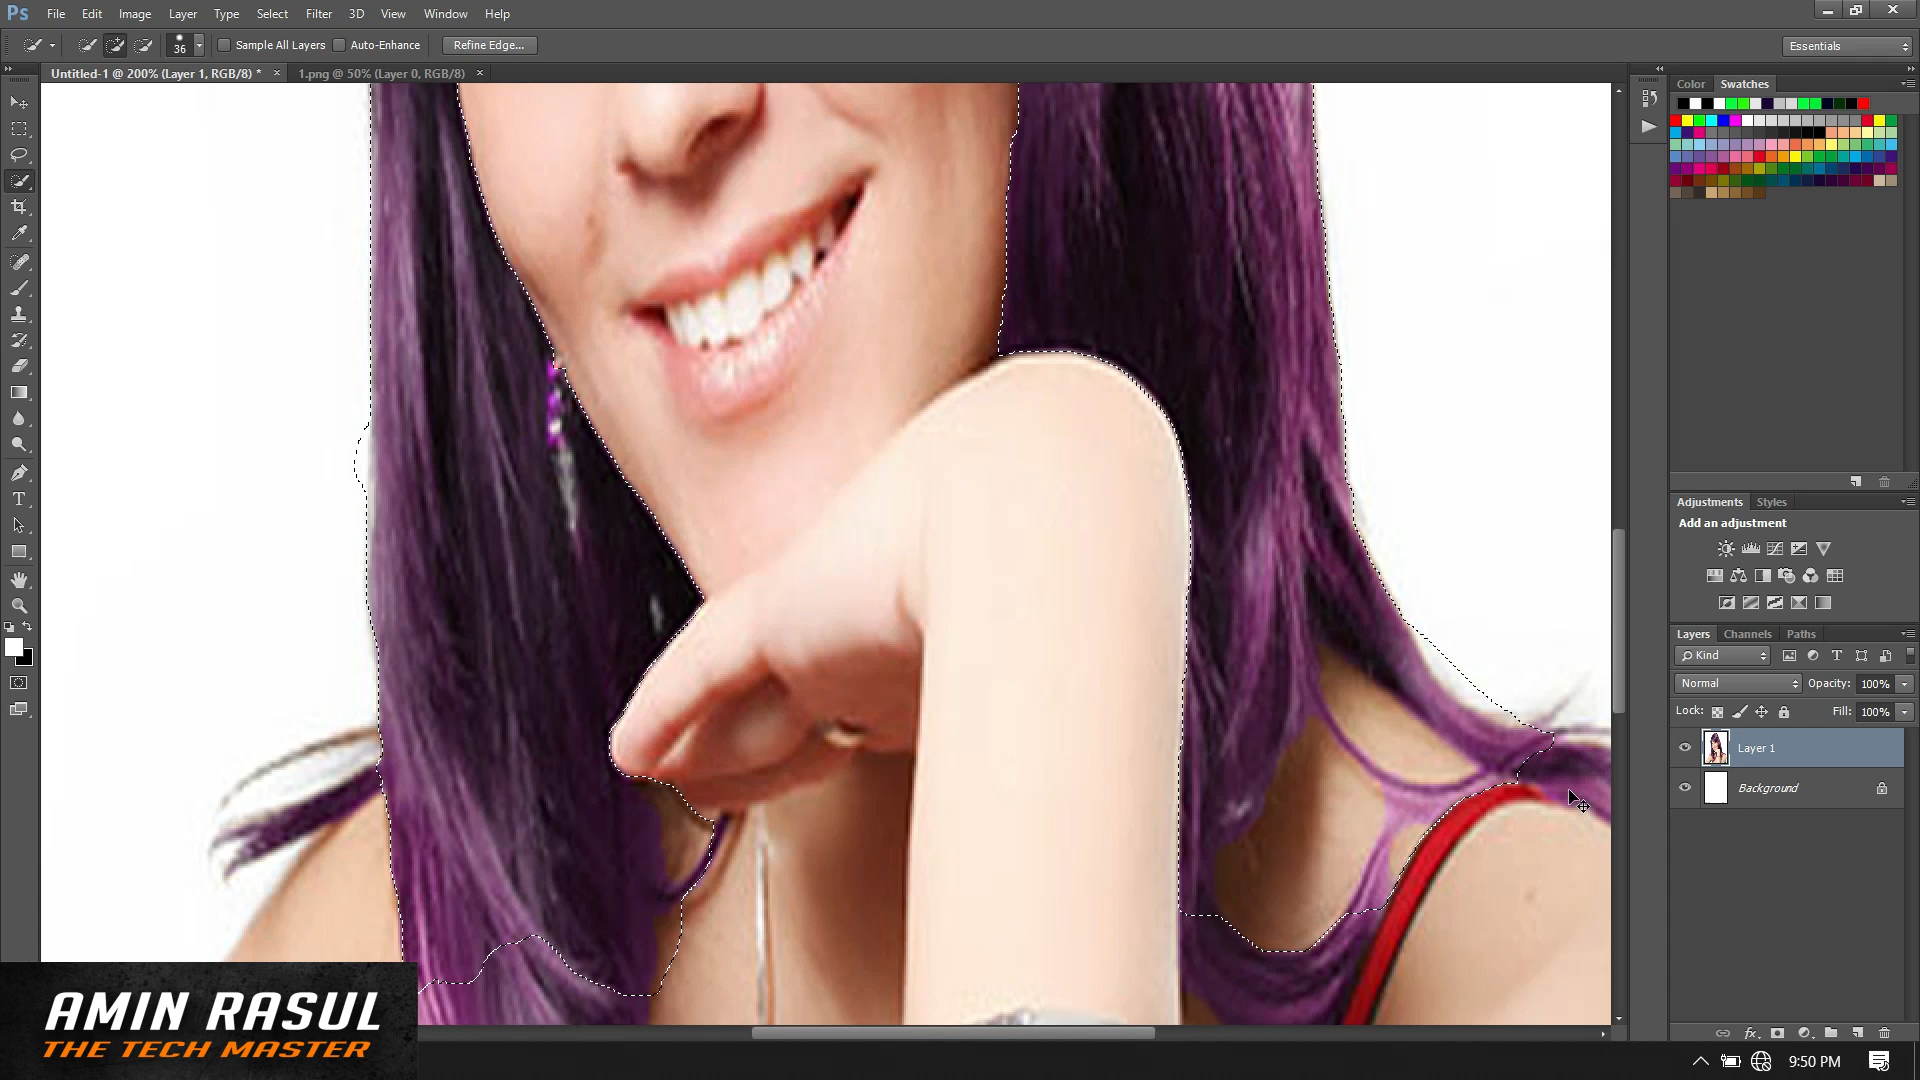 Ps File Edit Image Layer Type Select Filter 3D View Window Help
36 Sample All Layers Auto-Enhance Refine Edge... Essentials
Untitled-1 @ 200% (Layer 1, RGB/8) * × 1.png @ 50% (Layer 0, RGB/8) ×
Color Swatches
Adjustments Styles
Add an adjustment
Layers Channels Paths
Kind
Normal Opacity: 100%
Lock: Fill: 100%
Layer 1
Background
fx
AMIN RASUL
THE TECH MASTER
9:50 PM